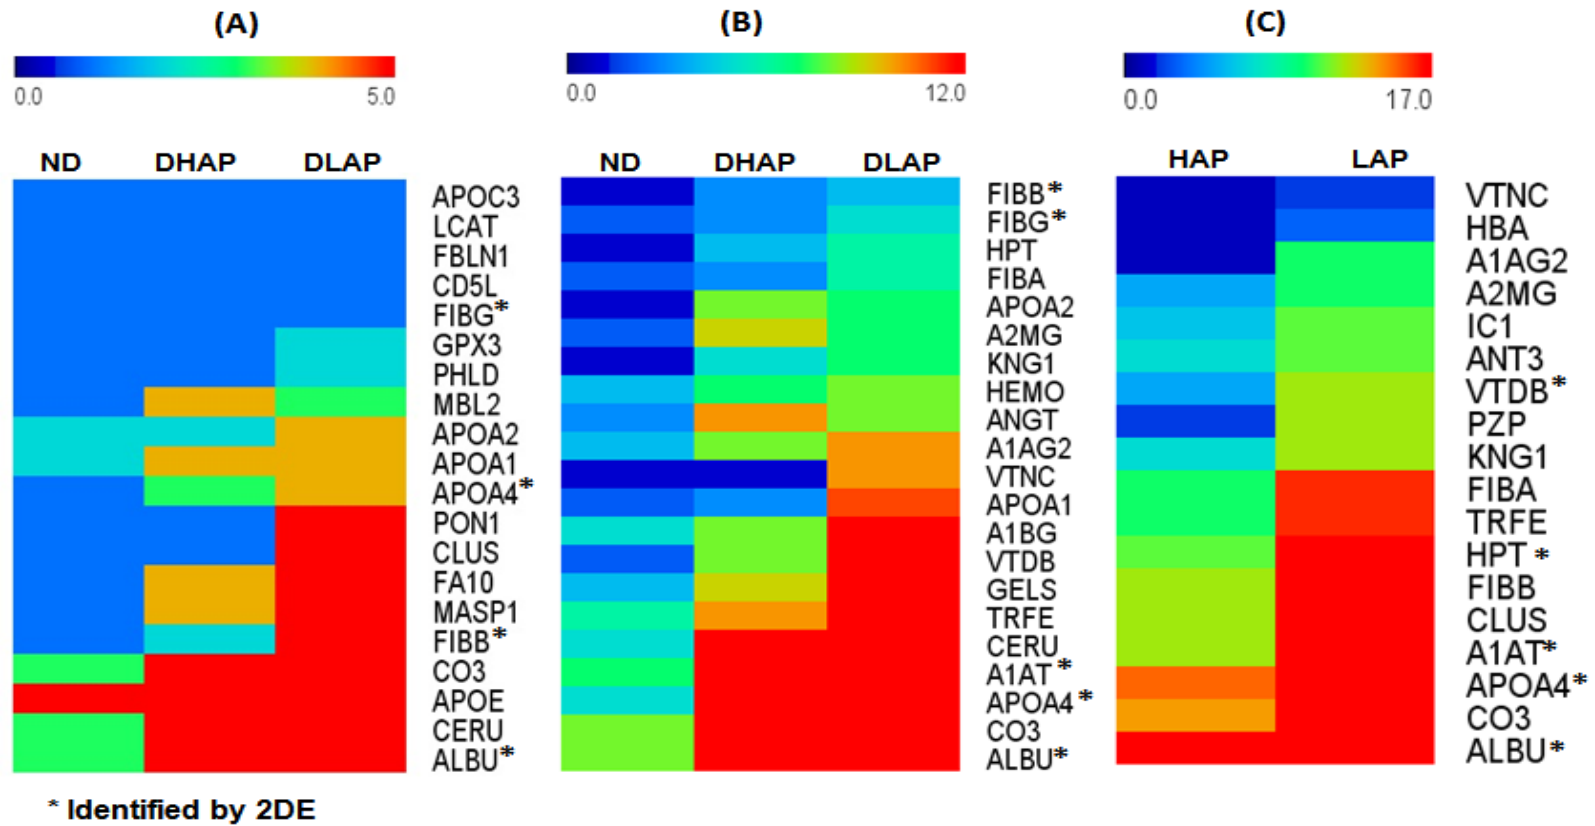 (A)
0.0 5.0
ND DHAP DLAP
APOC3
LCAT
FBLN1
CD5L
FIBG*
GPX3
PHLD
MBL2
APOA2
APOA1
APOA4*
PON1
CLUS
FA10
MASP1
FIBB*
CO3
APOE
CERU
ALBU*
* Identified by 2DE
(B)
0.0 12.0
ND DHAP DLAP
FIBB*
FIBG*
HPT
FIBA
APOA2
A2MG
KNG1
HEMO
ANGT
A1AG2
VTNC
APOA1
A1BG
VTDB
GELS
TRFE
CERU
A1AT*
APOA4*
CO3
ALBU*
(C)
0.0 17.0
HAP LAP
VTNC
HBA
A1AG2
A2MG
IC1
ANT3
VTDB*
PZP
KNG1
FIBA
TRFE
HPT *
FIBB
CLUS
A1AT*
APOA4*
CO3
ALBU*